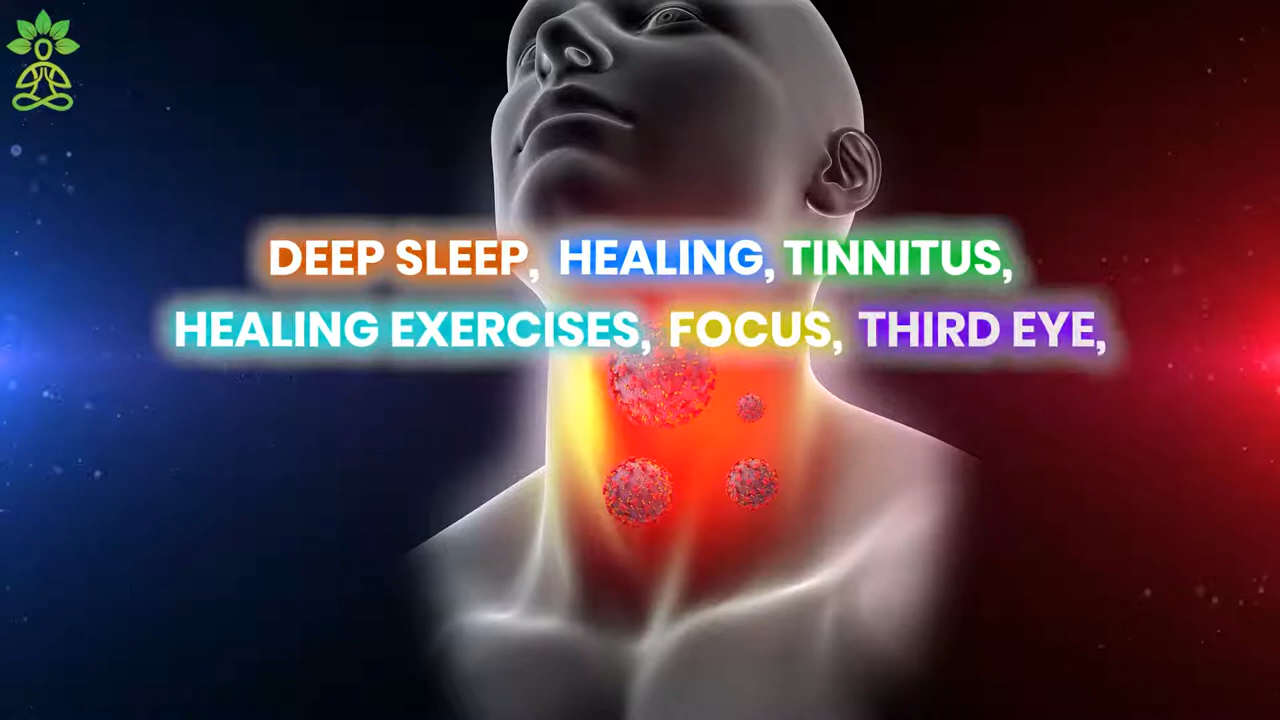 DEEP SLEEP, HEALING, TINNITUS,
HEALING EXERCISES, FOCUS, THIRD EYE,